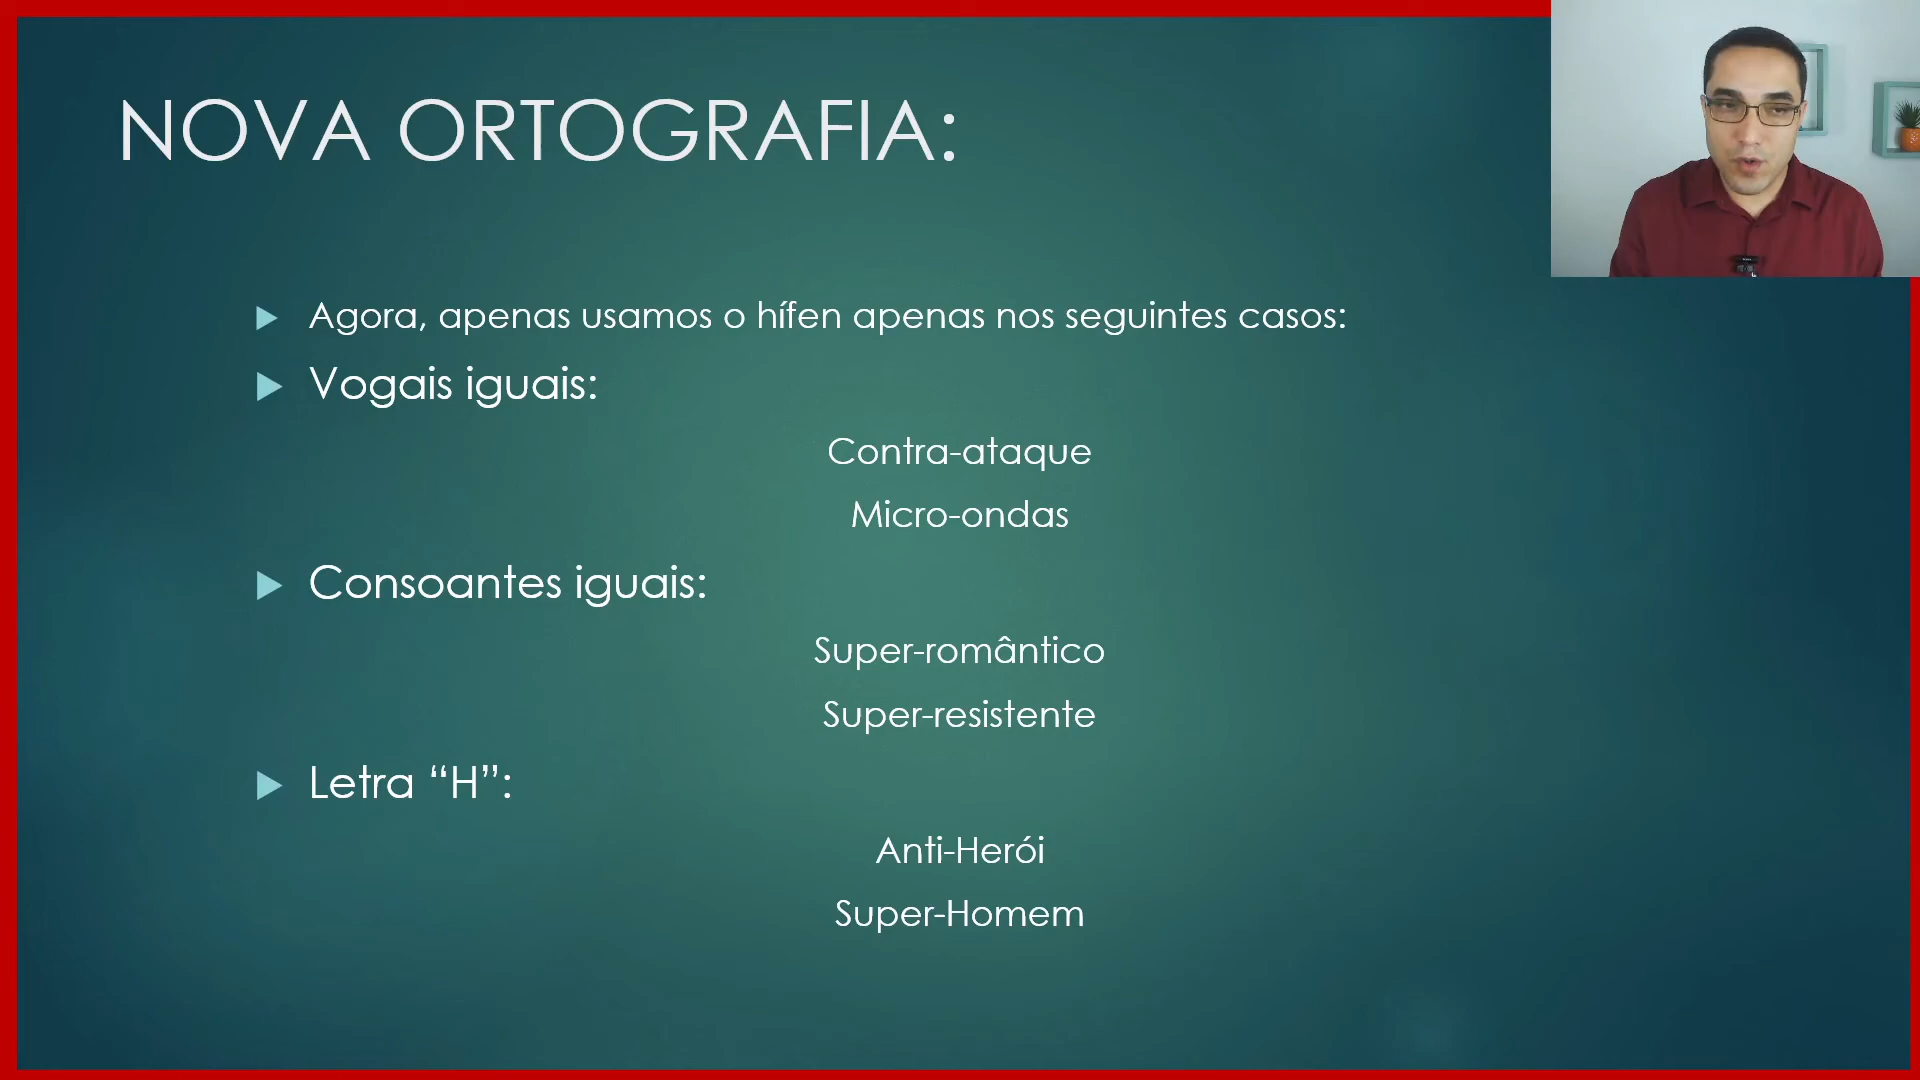 NOVA ORTOGRAFIA:
Agora, apenas usamos o hífen apenas nos seguintes casos:
Vogais iguais:
Contra-ataque
Micro-ondas
Consoantes iguais:
Super-romântico
Super-resistente
Letra “H”:
Anti-Herói
Super-Homem